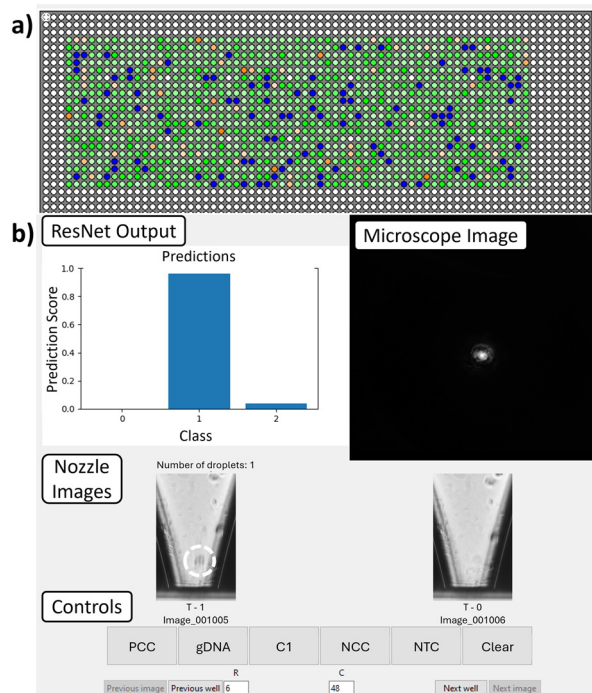 a)
b)
ResNet Output
Microscope Image
Predictions
Prediction Score
1.0
0.8
0.6
0.4
0.2
0.0
0 1 2
Class
Nozzle
Images
Number of droplets: 1
T - 1
Image_001005
T - 0
Image_001006
Controls
PCC gDNA C1 NCC NTC Clear
R C
Previous image Previous well 6 48 Next well Next image